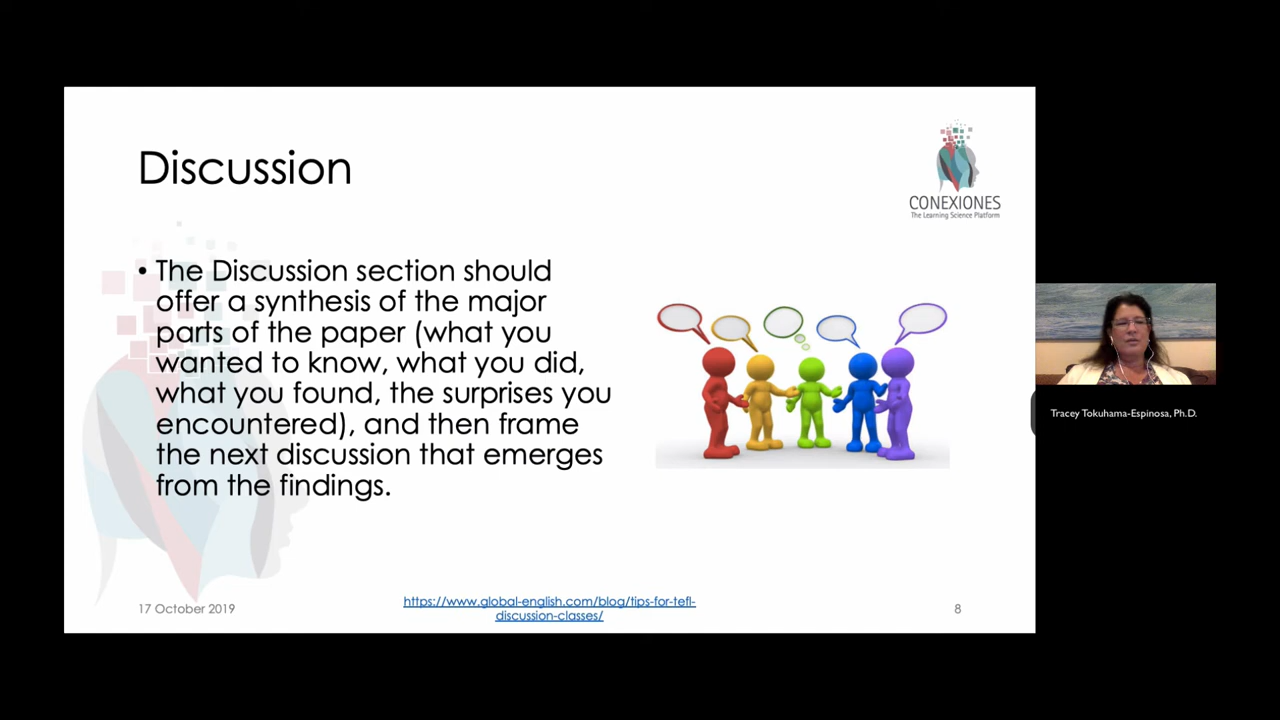 Discussion
CONEXIONES
The Learning Science Platform
• The Discussion section should
offer a synthesis of the major
parts of the paper (what you
wanted to know, what you did,
what you found, the surprises you
encountered), and then frame
the next discussion that emerges
from the findings.
Tracey Tokuhama-Espinosa, Ph.D.
17 October 2019
https://www.global-english.com/blog/tips-for-tefl-
discussion-classes/
8